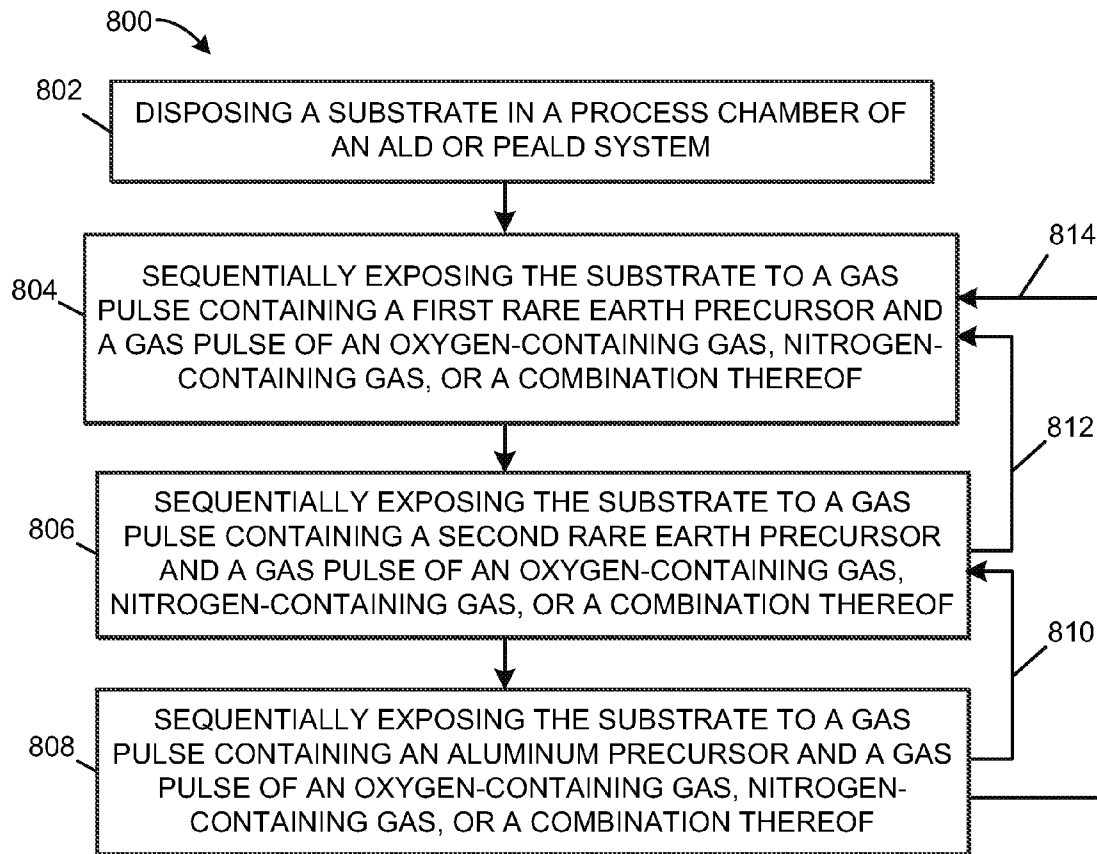 800
802
DISPOSING A SUBSTRATE IN A PROCESS CHAMBER OF
AN ALD OR PEALD SYSTEM
814
804
SEQUENTIALLY EXPOSING THE SUBSTRATE TO A GAS
PULSE CONTAINING A FIRST RARE EARTH PRECURSOR AND
A GAS PULSE OF AN OXYGEN-CONTAINING GAS, NITROGEN-
CONTAINING GAS, OR A COMBINATION THEREOF
812
806
SEQUENTIALLY EXPOSING THE SUBSTRATE TO A GAS
PULSE CONTAINING A SECOND RARE EARTH PRECURSOR
AND A GAS PULSE OF AN OXYGEN-CONTAINING GAS,
NITROGEN-CONTAINING GAS, OR A COMBINATION THEREOF
810
808
SEQUENTIALLY EXPOSING THE SUBSTRATE TO A GAS
PULSE CONTAINING AN ALUMINUM PRECURSOR AND A GAS
PULSE OF AN OXYGEN-CONTAINING GAS, NITROGEN-
CONTAINING GAS, OR A COMBINATION THEREOF